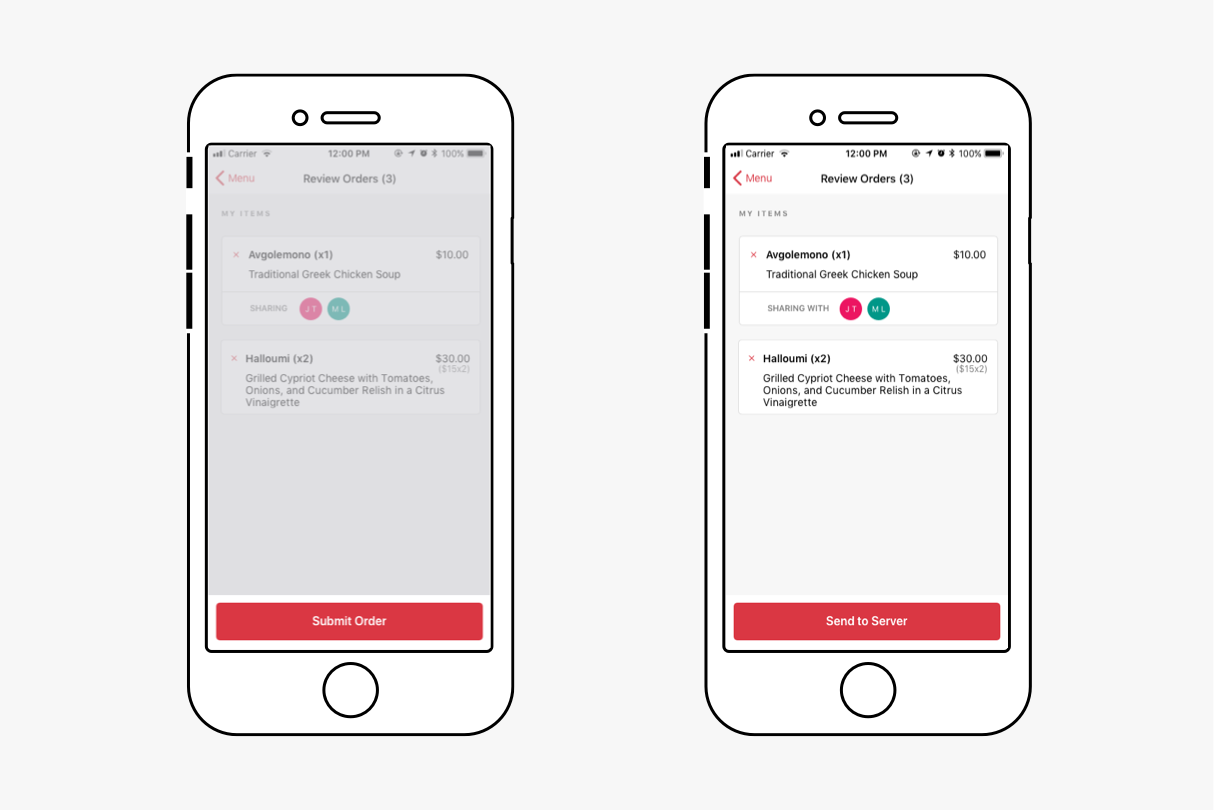 Carrier 12:00 PM 100%
Menu Review Orders (3)
MY ITEMS
× Avgolemono (x1) $10.00
Traditional Greek Chicken Soup
SHARING JT ML
× Halloumi (x2) $30.00
($15x2)
Grilled Cypriot Cheese with Tomatoes,
Onions, and Cucumber Relish in a Citrus
Vinaigrette
Submit Order
Carrier 12:00 PM 100%
Menu Review Orders (3)
MY ITEMS
× Avgolemono (x1) $10.00
Traditional Greek Chicken Soup
SHARING WITH JT ML
× Halloumi (x2) $30.00
($15x2)
Grilled Cypriot Cheese with Tomatoes,
Onions, and Cucumber Relish in a Citrus
Vinaigrette
Send to Server